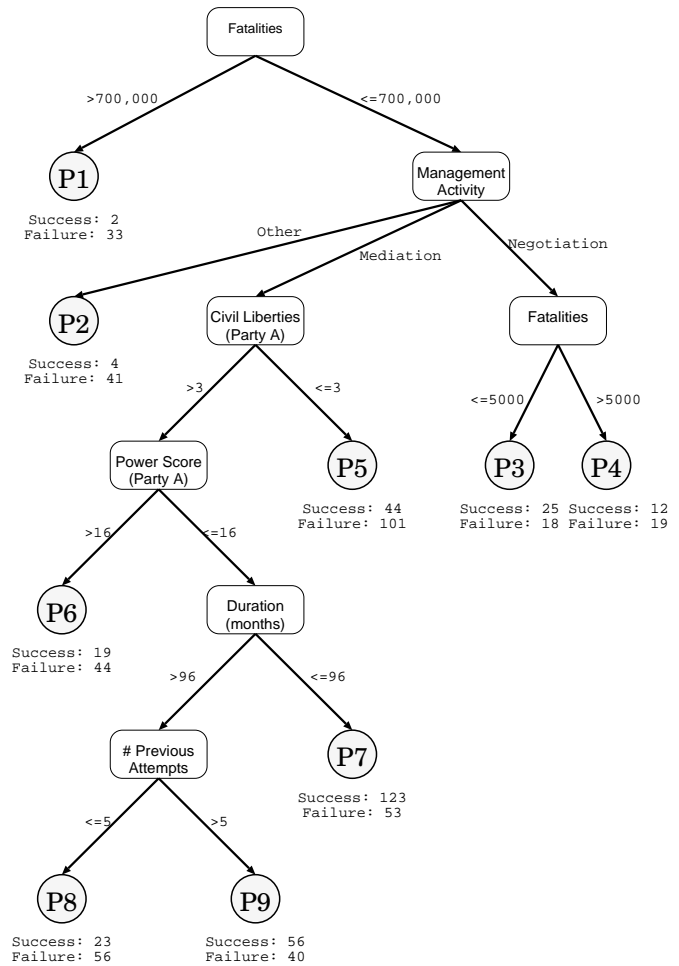 Fatalities
>700,000
<=700,000
P1
Success: 2
Failure: 33
Management
Activity
Other
Mediation
Negotiation
P2
Success: 4
Failure: 41
Civil Liberties
(Party A)
Fatalities
>3
<=3
<=5000
>5000
Power Score
(Party A)
P5
Success: 44
Failure: 101
P3
Success: 25
Failure: 18
P4
Success: 12
Failure: 19
>16
<=16
P6
Success: 19
Failure: 44
Duration
(months)
>96
<=96
# Previous
Attempts
P7
Success: 123
Failure: 53
<=5
>5
P8
Success: 23
Failure: 56
P9
Success: 56
Failure: 40